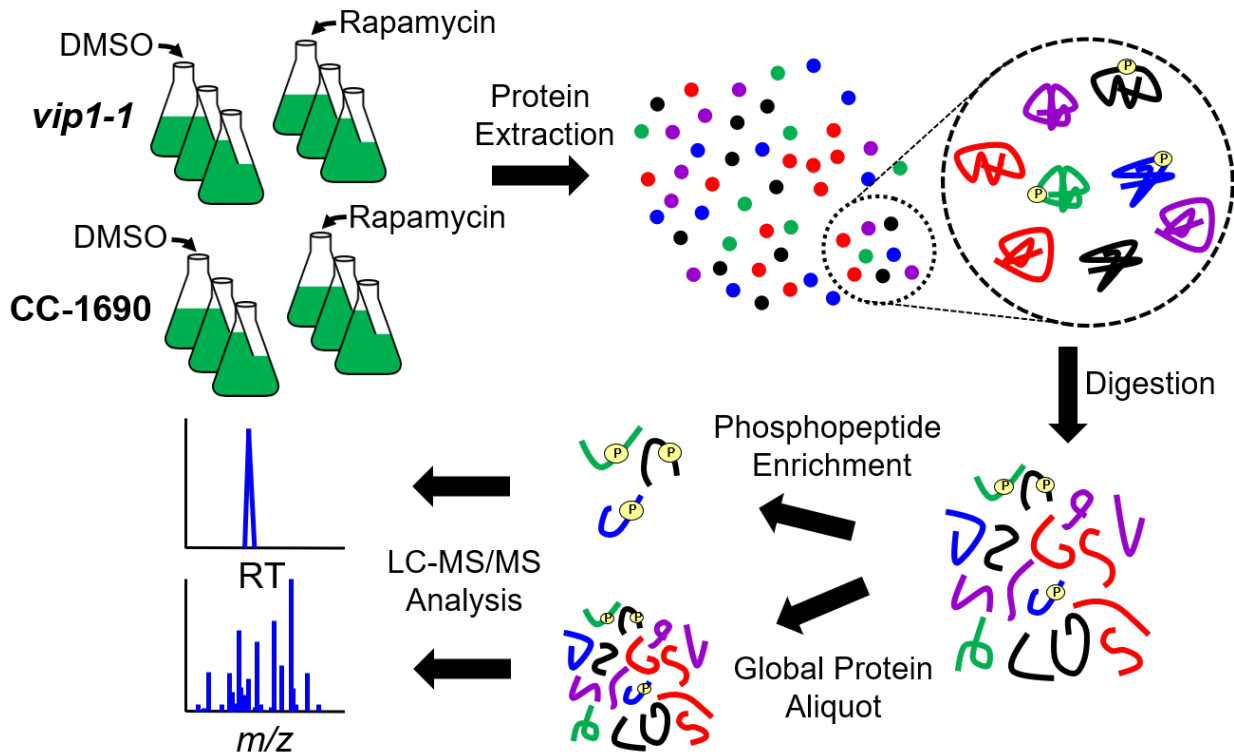 DMSO
Rapamycin
vip1-1
Protein
Extraction
P
P
P
DMSO
Rapamycin
CC-1690
Digestion
Phosphopeptide
Enrichment
P
P
P
P
P
P
RT
LC-MS/MS
Analysis
P
P
P
Global Protein
Aliquot
m/z